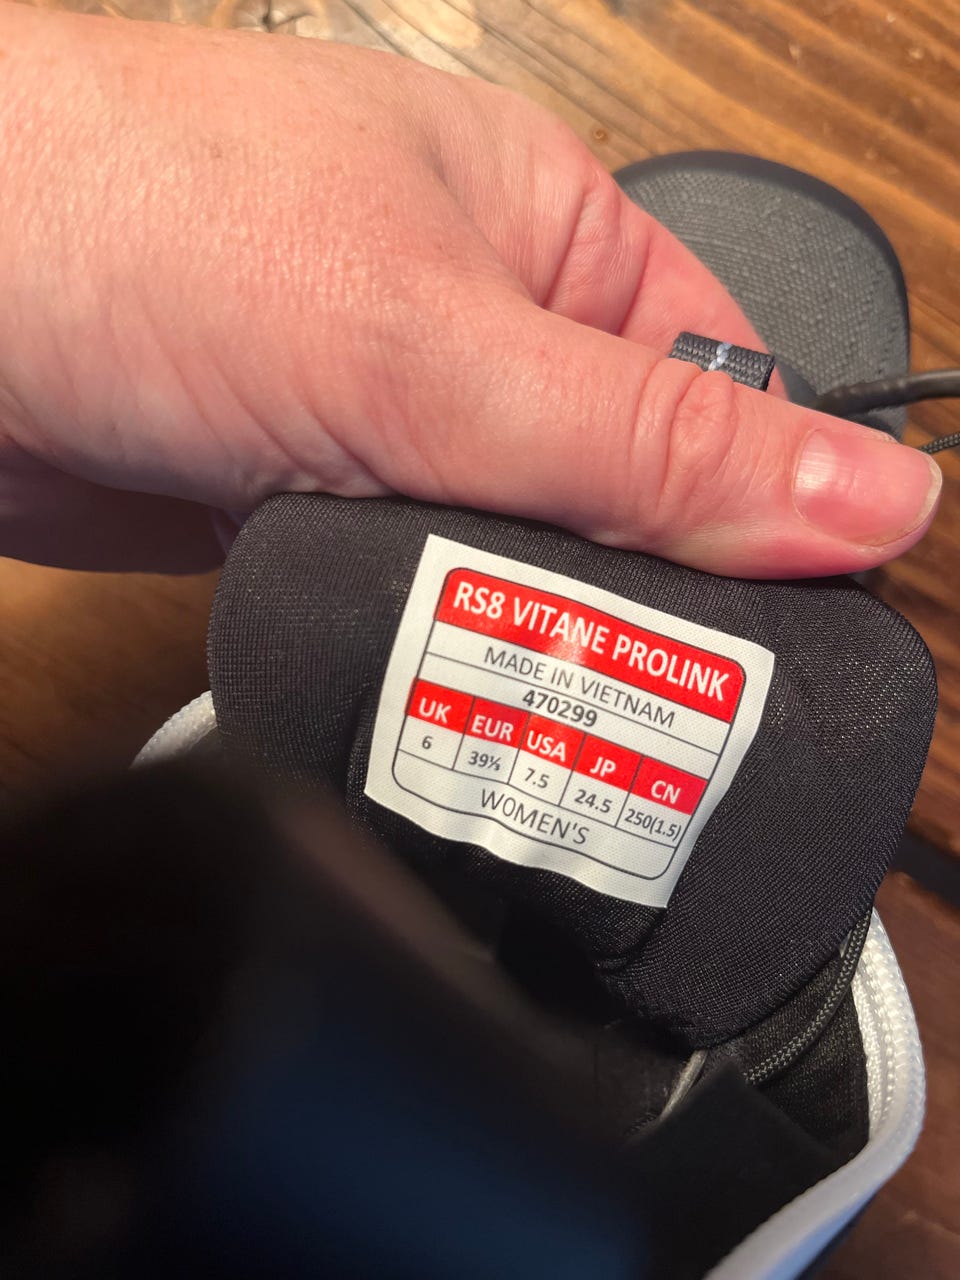 RS8 VITANE PROLINK
MADE IN VIETNAM
470299
UK EUR USA JP CN
6 39⅓ 7.5 24.5 250(1.5)
WOMEN'S